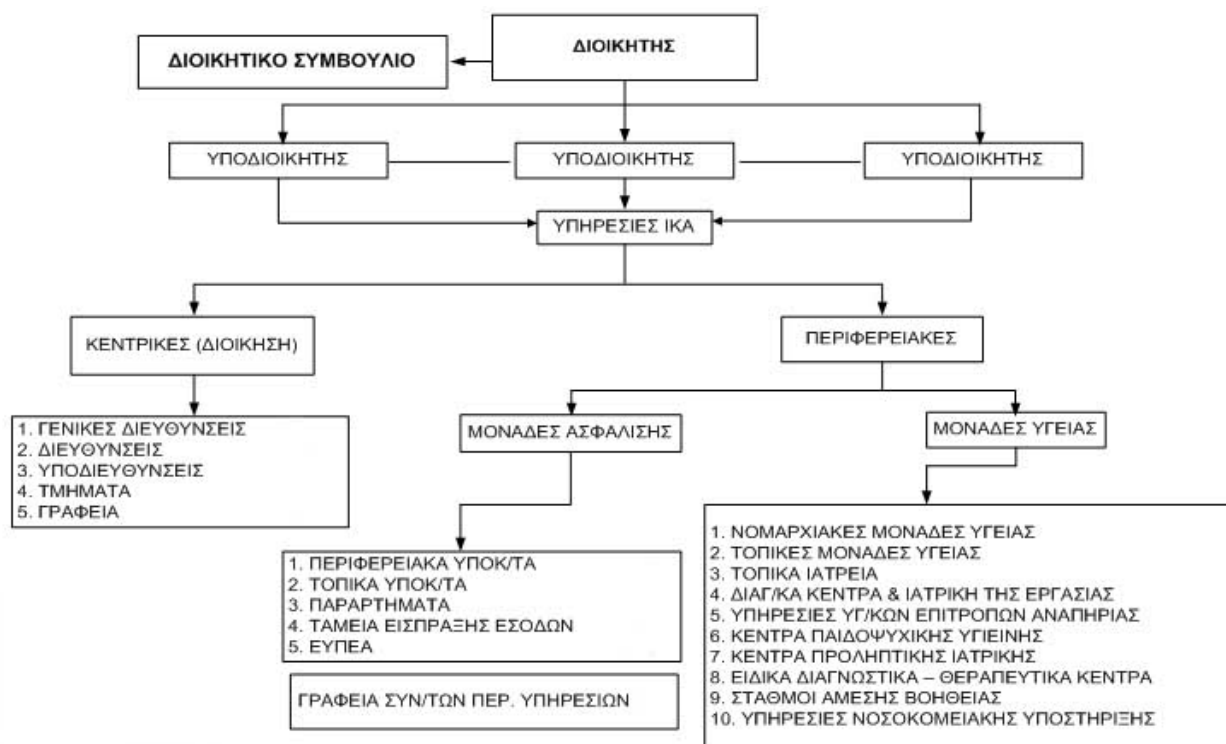 ΔΙΟΙΚΗΤΗΣ
ΔΙΟΙΚΗΤΙΚΟ ΣΥΜΒΟΥΛΙΟ
ΥΠΟΔΙΟΙΚΗΤΗΣ
ΥΠΟΔΙΟΙΚΗΤΗΣ
ΥΠΟΔΙΟΙΚΗΤΗΣ
ΥΠΗΡΕΣΙΕΣ ΙΚΑ
ΚΕΝΤΡΙΚΕΣ (ΔΙΟΙΚΗΣΗ)
ΠΕΡΙΦΕΡΕΙΑΚΕΣ
1. ΓΕΝΙΚΕΣ ΔΙΕΥΘΥΝΣΕΙΣ
2. ΔΙΕΥΘΥΝΣΕΙΣ
3. ΥΠΟΔΙΕΥΘΥΝΣΕΙΣ
4. ΤΜΗΜΑΤΑ
5. ΓΡΑΦΕΙΑ
ΜΟΝΑΔΕΣ ΑΣΦΑΛΙΣΗΣ
ΜΟΝΑΔΕΣ ΥΓΕΙΑΣ
1. ΠΕΡΙΦΕΡΕΙΑΚΑ ΥΠΟΚ/ΤΑ
2. ΤΟΠΙΚΑ ΥΠΟΚ/ΤΑ
3. ΠΑΡΑΡΤΗΜΑΤΑ
4. ΤΑΜΕΙΑ ΕΙΣΠΡΑΞΗΣ ΕΣΟΔΩΝ
5. ΕΥΠΕΑ
ΓΡΑΦΕΙΑ ΣΥΝ/ΤΩΝ ΠΕΡ. ΥΠΗΡΕΣΙΩΝ
1. ΝΟΜΑΡΧΙΑΚΕΣ ΜΟΝΑΔΕΣ ΥΓΕΙΑΣ
2. ΤΟΠΙΚΕΣ ΜΟΝΑΔΕΣ ΥΓΕΙΑΣ
3. ΤΟΠΙΚΑ ΙΑΤΡΕΙΑ
4. ΔΙΑΓ/ΚΑ ΚΕΝΤΡΑ & ΙΑΤΡΙΚΗ ΤΗΣ ΕΡΓΑΣΙΑΣ
5. ΥΠΗΡΕΣΙΕΣ ΥΓ/ΚΩΝ ΕΠΙΤΡΟΠΩΝ ΑΝΑΠΗΡΙΑΣ
6. ΚΕΝΤΡΑ ΠΑΙΔΟΨΥΧΙΚΗΣ ΥΓΙΕΙΝΗΣ
7. ΚΕΝΤΡΑ ΠΡΟΛΗΠΤΙΚΗΣ ΙΑΤΡΙΚΗΣ
8. ΕΙΔΙΚΑ ΔΙΑΓΝΩΣΤΙΚΑ – ΘΕΡΑΠΕΥΤΙΚΑ ΚΕΝΤΡΑ
9. ΣΤΑΘΜΟΙ ΑΜΕΣΗΣ ΒΟΗΘΕΙΑΣ
10. ΥΠΗΡΕΣΙΕΣ ΝΟΣΟΚΟΜΕΙΑΚΗΣ ΥΠΟΣΤΗΡΙΞΗΣ